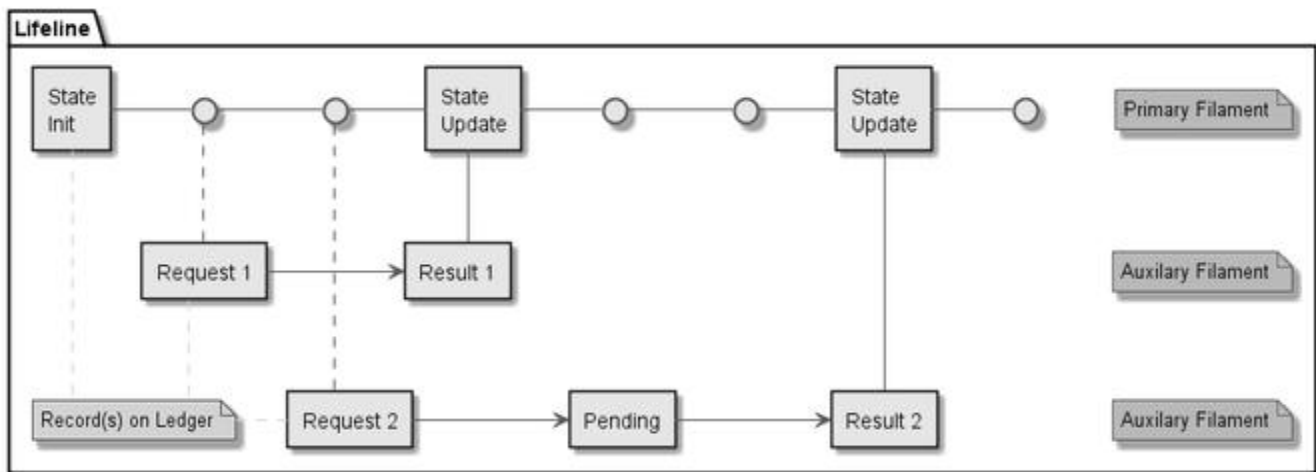 Lifeline
State
Init
State
Update
State
Update
Primary Filament
Request 1
Result 1
Auxilary Filament
Record(s) on Ledger
Request 2
Pending
Result 2
Auxilary Filament